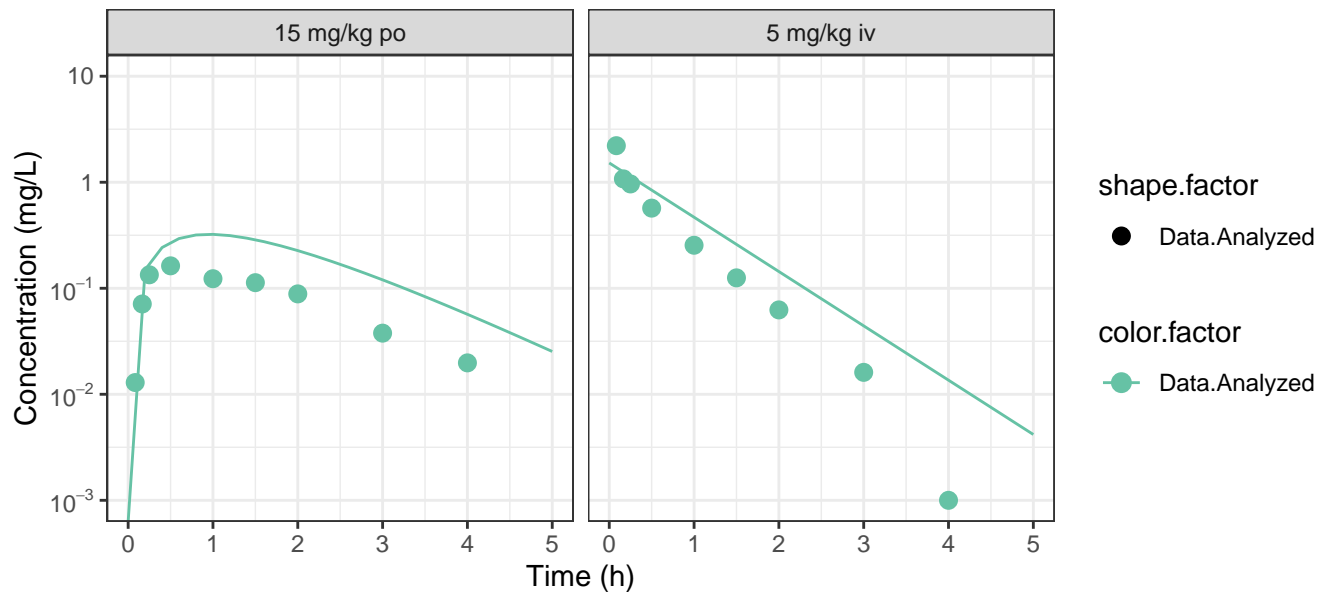 15 mg/kg po
5 mg/kg iv
Concentration (mg/L)
10
1
10⁻¹
10⁻²
10⁻³
0 1 2 3 4 5
0 1 2 3 4 5
Time (h)
shape.factor
Data.Analyzed
color.factor
Data.Analyzed